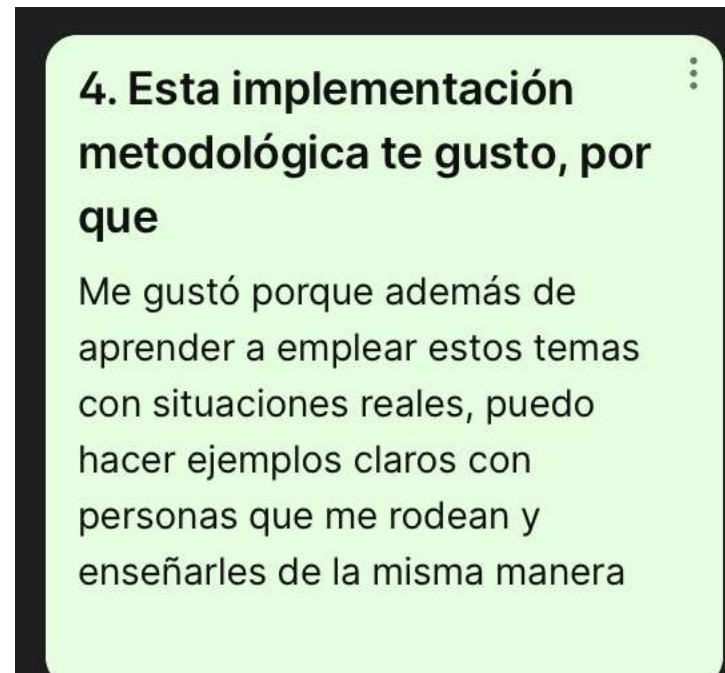 4. Esta implementación
metodológica te gusto, por
que
Me gustó porque además de
aprender a emplear estos temas
con situaciones reales, puedo
hacer ejemplos claros con
personas que me rodean y
enseñarles de la misma manera